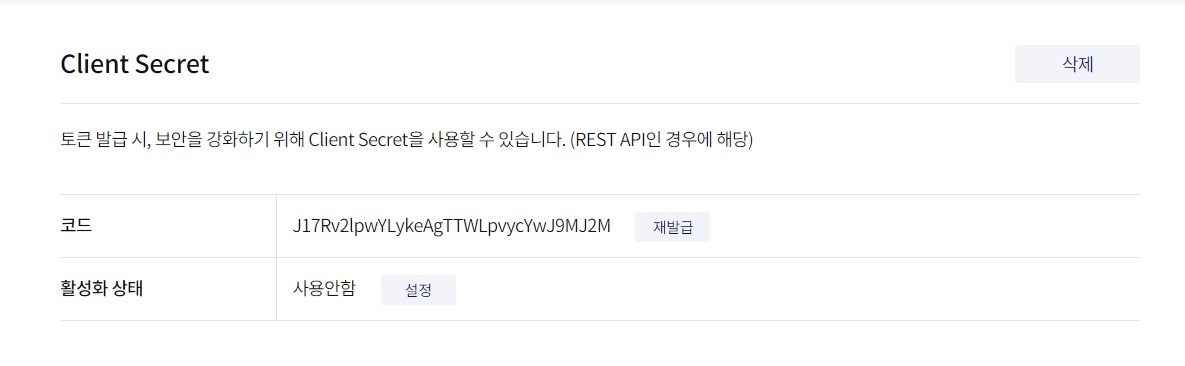 Client Secret
삭제
토큰 발급 시, 보안을 강화하기 위해 Client Secret을 사용할 수 있습니다. (REST API인 경우에 해당)
코드 J17Rv2lpwYLykeAgTTWLpvycYwJ9MJ2M 재발급
활성화 상태 사용안함 설정